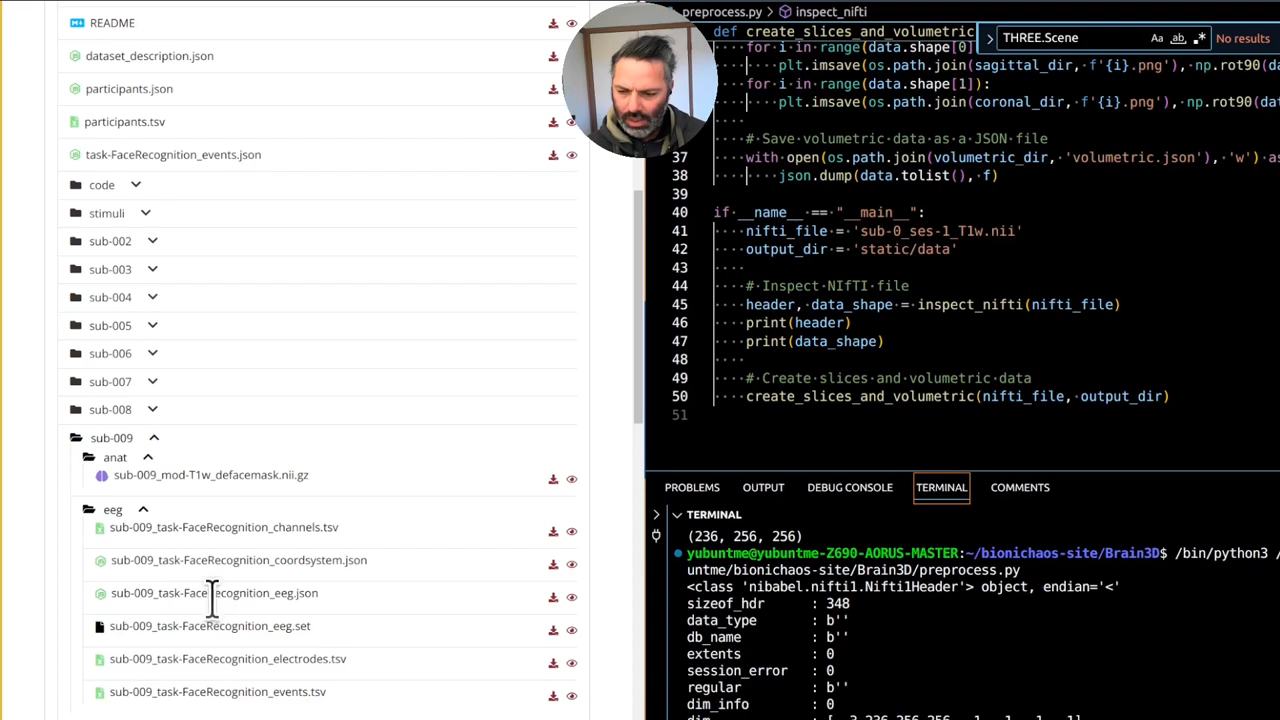 README
dataset_description.json
participants.json
participants.tsv
task-FaceRecognition_events.json
code
stimuli
sub-002
sub-003
sub-004
sub-005
sub-006
sub-007
sub-008
sub-009
anat
sub-009_mod-T1w_defacemask.nii.gz
eeg
sub-009_task-FaceRecognition_channels.tsv
sub-009_task-FaceRecognition_coordsystem.json
sub-009_task-FaceRecognition_eeg.json
sub-009_task-FaceRecognition_eeg.set
sub-009_task-FaceRecognition_electrodes.tsv
sub-009_task-FaceRecognition_events.tsv
preprocess.py > inspect_nifti
def create_slices_and_volumetric
THREE.Scene Aa ab .* No results
for i in range(data.shape[0]
plt.imsave(os.path.join(sagittal_dir, f'{i}.png'), np.rot90(da
for i in range(data.shape[1]):
plt.imsave(os.path.join(coronal_dir, f'{i}.png'), np.rot90(dat
# Save volumetric data as a JSON file
37 with open(os.path.join(volumetric_dir, 'volumetric.json'), 'w') as
38 json.dump(data.tolist(), f)
39
40 if __name__ == "__main__":
41 nifti_file = 'sub-0_ses-1_T1w.nii'
42 output_dir = 'static/data'
43
44 # Inspect NIfTI file
45 header, data_shape = inspect_nifti(nifti_file)
46 print(header)
47 print(data_shape)
48
49 # Create slices and volumetric data
50 create_slices_and_volumetric(nifti_file, output_dir)
51
PROBLEMS OUTPUT DEBUG CONSOLE TERMINAL COMMENTS
TERMINAL
(236, 256, 256)
yubuntme@yubuntme-Z690-AORUS-MASTER:~/bionichaos-site/Brain3D$ /bin/python3 /
untme/bionichaos-site/Brain3D/preprocess.py
<class 'nibabel.nifti1.Nifti1Header'> object, endian='<'
sizeof_hdr : 348
data_type : b''
db_name : b''
extents : 0
session_error : 0
regular : b''
dim_info : 0